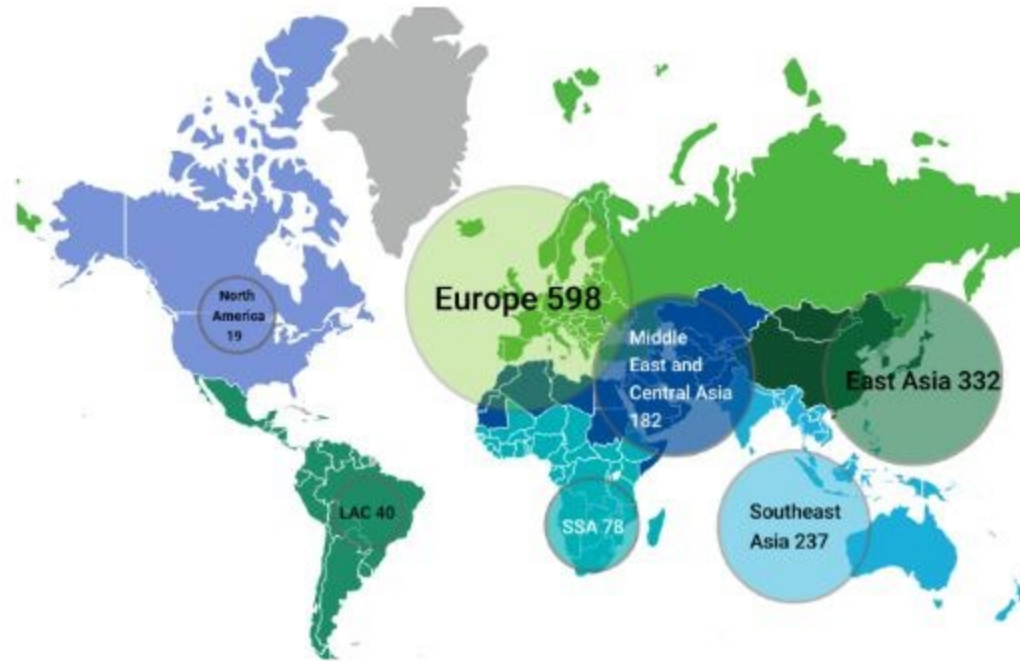 North
America
19
Europe 598
Middle
East and
Central Asia
182
East Asia 332
LAC 40
SSA 78
Southeast
Asia 237